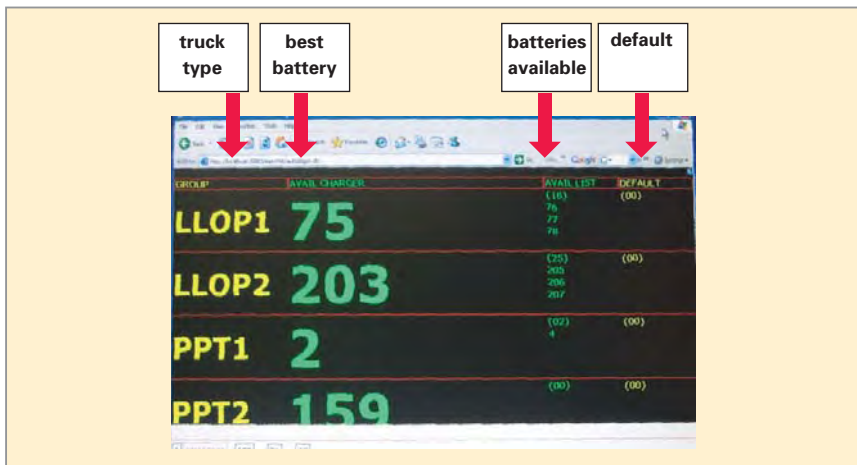 truck type
best battery
batteries available
default
Google
GROUP AVAIL CHARGER AVAIL LIST DEFAULT
LLOP1 75 (16) (00)
76
77
78
LLOP2 203 (25) (00)
205
206
207
PPT1 2 (02) (00)
4
PPT2 159 (00) (00)